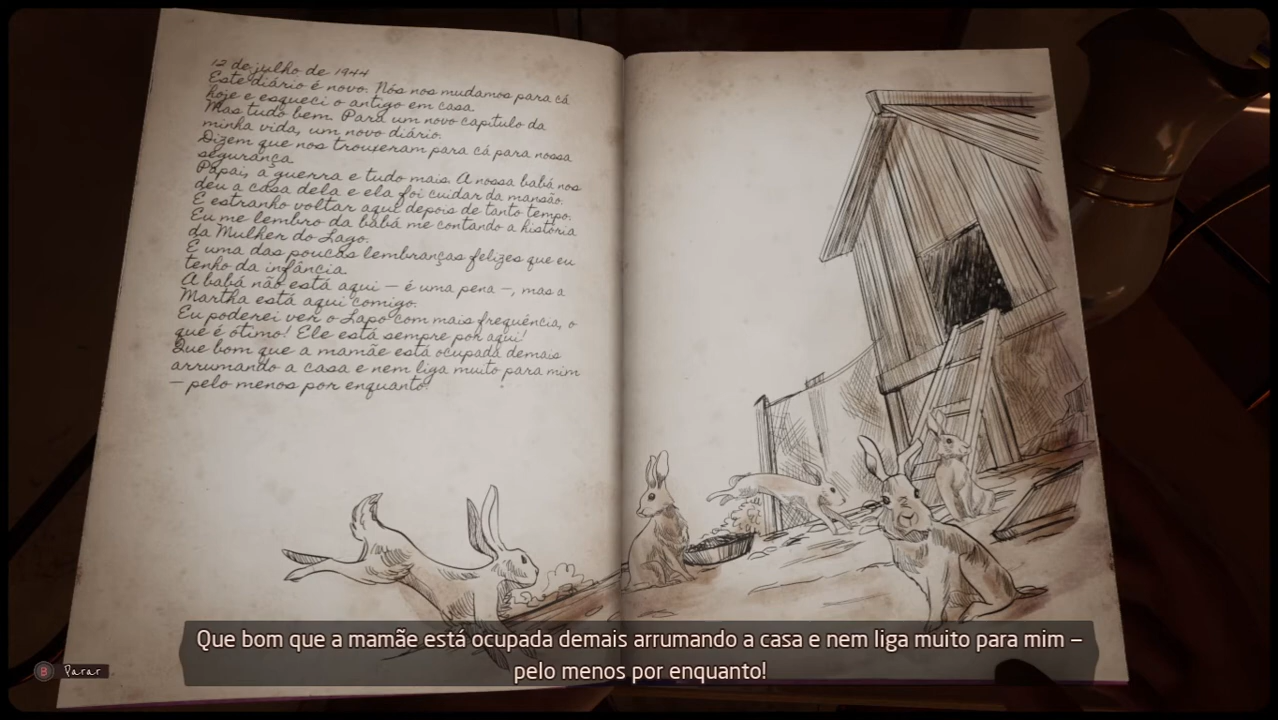 12 de julho de 1944
Este diário é novo. Nós nos mudamos para cá
hoje e esqueci o antigo em casa.
Mas tudo bem. Para um novo capítulo da
minha vida, um novo diário.
Dizem que nos trouxeram para cá para nossa
segurança.
Papai, a guerra e tudo mais. A nossa babá nos
deu a casa dela e ela foi cuidar da mansão.
É estranho voltar aqui depois de tanto tempo.
Eu me lembro da babá me contando a história
da Mulher do Lago.
É uma das poucas lembranças felizes que eu
tenho da infância.
A babá não está aqui – é uma pena –, mas a
Martha está aqui comigo.
Eu poderei ver o Lapo com mais frequência, o
que é ótimo! Ele está sempre por aqui!
Que bom que a mamãe está ocupada demais
arrumando a casa e nem liga muito para mim
– pelo menos por enquanto!
Que bom que a mamãe está ocupada demais arrumando a casa e nem liga muito para mim –
pelo menos por enquanto!
B Parar